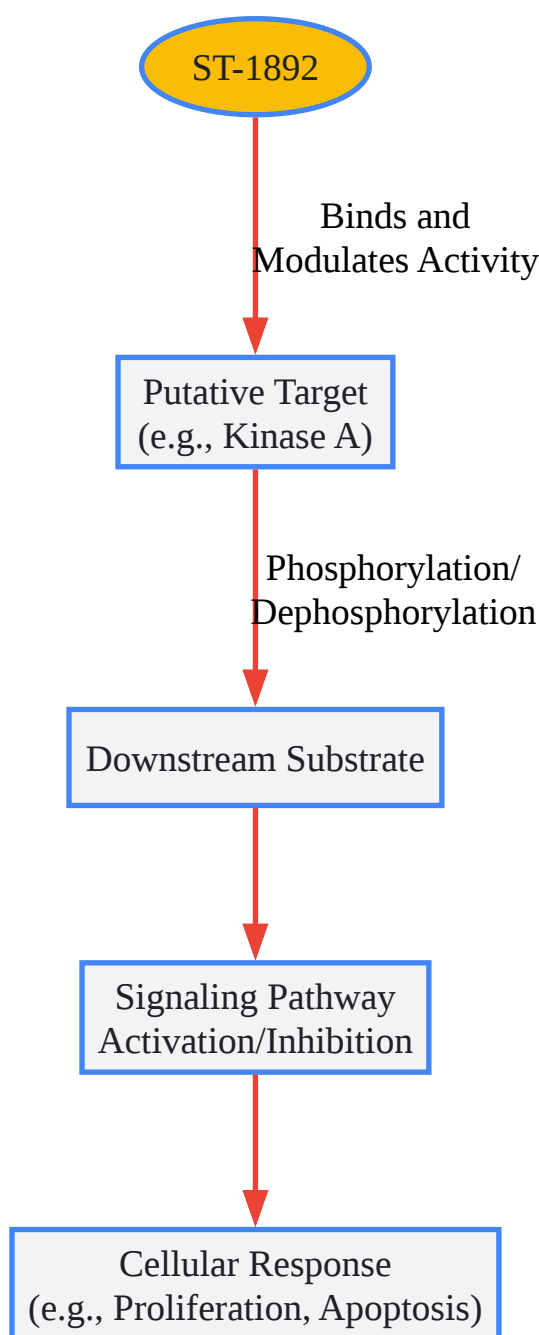 ST-1892
Binds and
Modulates Activity
Putative Target
(e.g., Kinase A)
Phosphorylation/
Dephosphorylation
Downstream Substrate
Signaling Pathway
Activation/Inhibition
Cellular Response
(e.g., Proliferation, Apoptosis)